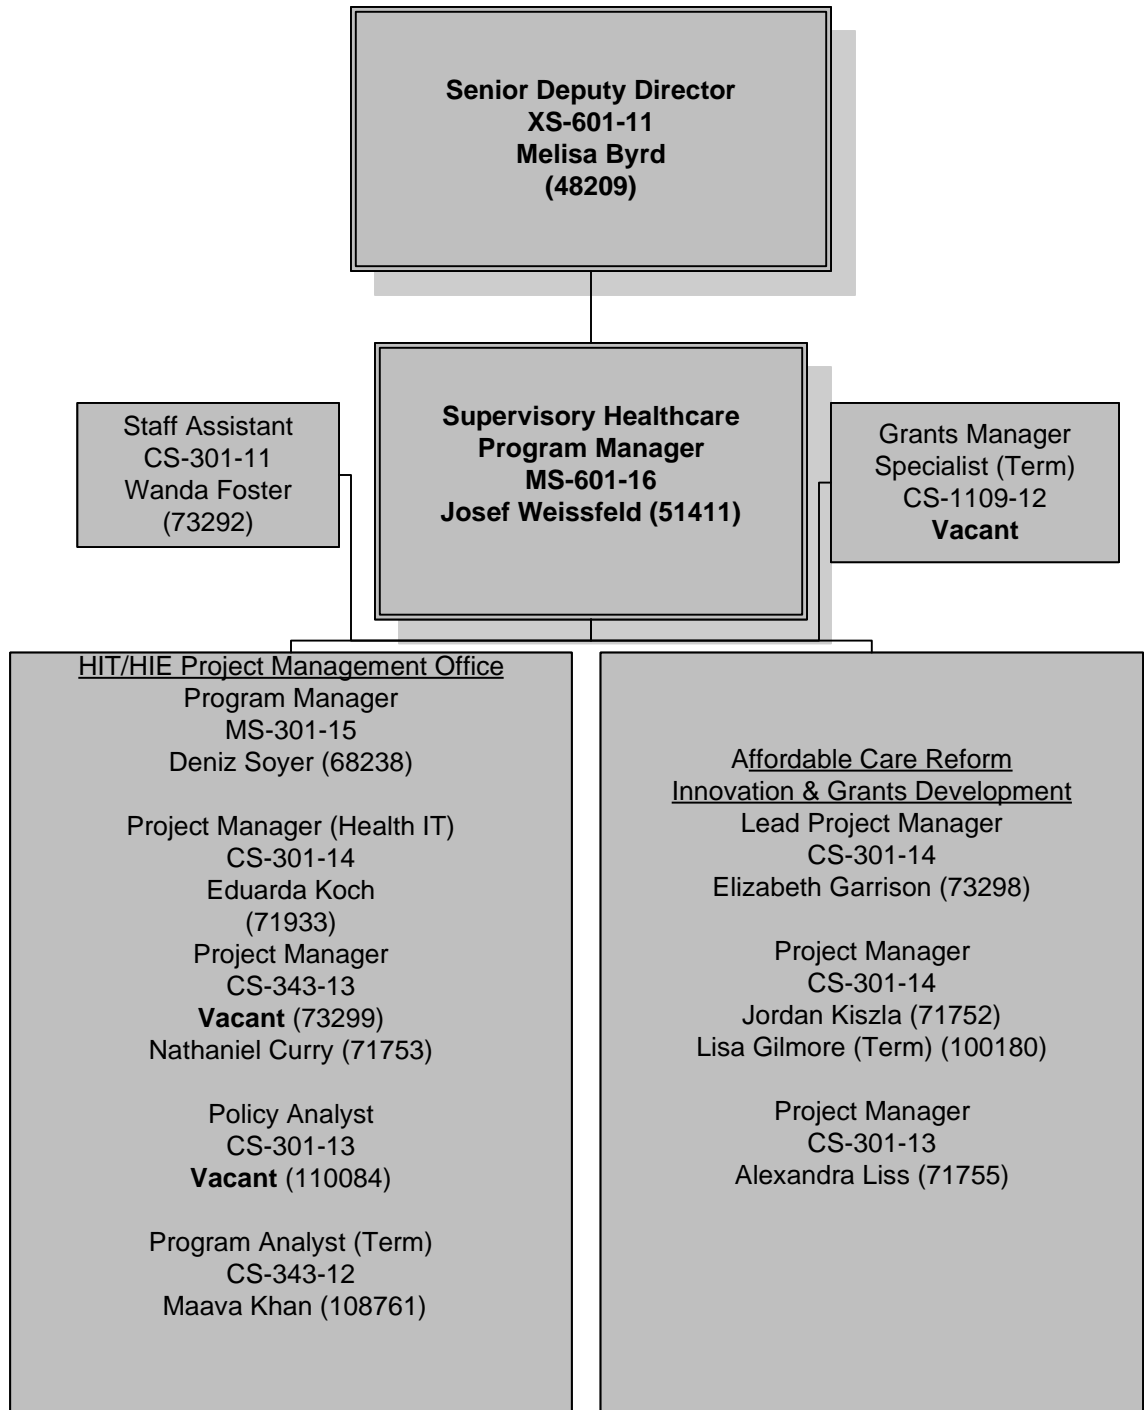 Senior Deputy Director
XS-601-11
Melisa Byrd
(48209)
Supervisory Healthcare
Program Manager
MS-601-16
Josef Weissfeld (51411)
Staff Assistant
CS-301-11
Wanda Foster
(73292)
Grants Manager
Specialist (Term)
CS-1109-12
Vacant
HIT/HIE Project Management Office
Program Manager
MS-301-15
Deniz Soyer (68238)
Project Manager (Health IT)
CS-301-14
Eduarda Koch
(71933)
Project Manager
CS-343-13
Vacant (73299)
Nathaniel Curry (71753)
Policy Analyst
CS-301-13
Vacant (110084)
Program Analyst (Term)
CS-343-12
Maava Khan (108761)
Affordable Care Reform
Innovation & Grants Development
Lead Project Manager
CS-301-14
Elizabeth Garrison (73298)
Project Manager
CS-301-14
Jordan Kiszla (71752)
Lisa Gilmore (Term) (100180)
Project Manager
CS-301-13
Alexandra Liss (71755)